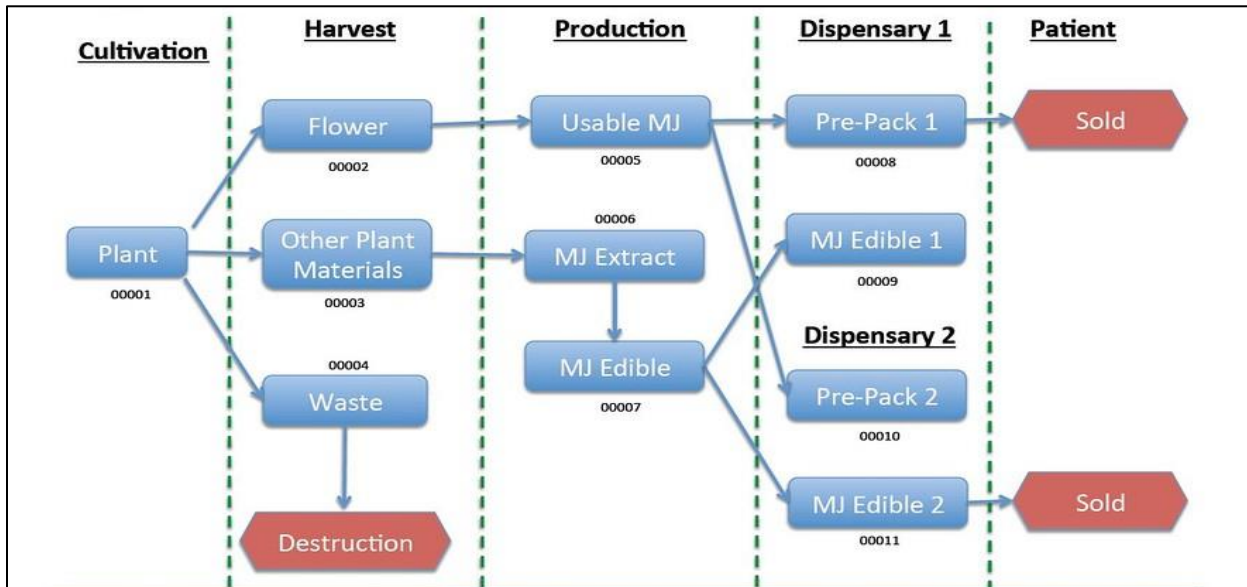 Cultivation
Harvest
Production
Dispensary 1
Patient
Flower
00002
Usable MJ
00005
Pre-Pack 1
00008
Sold
Plant
00001
Other Plant
Materials
00003
00006
MJ Extract
MJ Edible 1
00009
00004
Waste
MJ Edible
00007
Dispensary 2
Pre-Pack 2
00010
Destruction
MJ Edible 2
00011
Sold